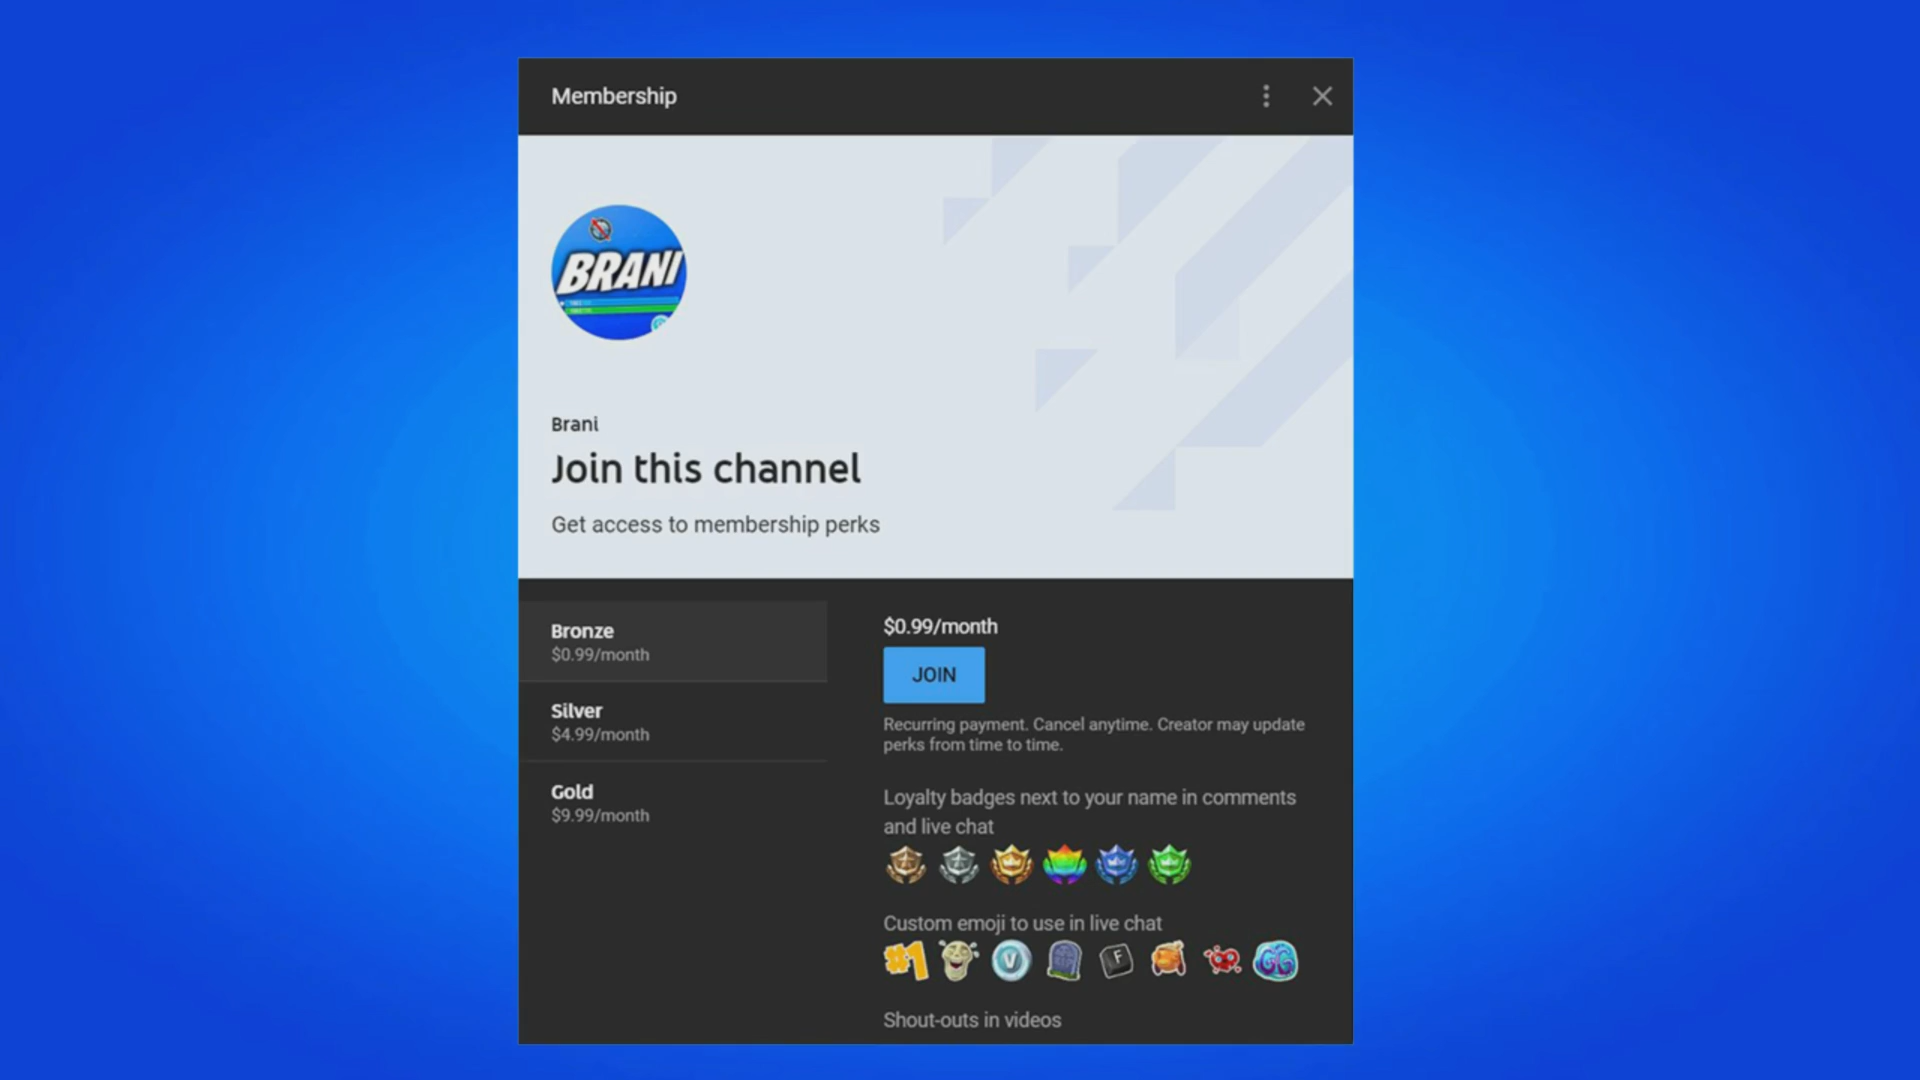 Membership
BRANI
Brani
Join this channel
Get access to membership perks
Bronze
$0.99/month
Silver
$4.99/month
Gold
$9.99/month
$0.99/month
JOIN
Recurring payment. Cancel anytime. Creator may update
perks from time to time.
Loyalty badges next to your name in comments
and live chat
Custom emoji to use in live chat
#1
V
F
GG
Shout-outs in videos